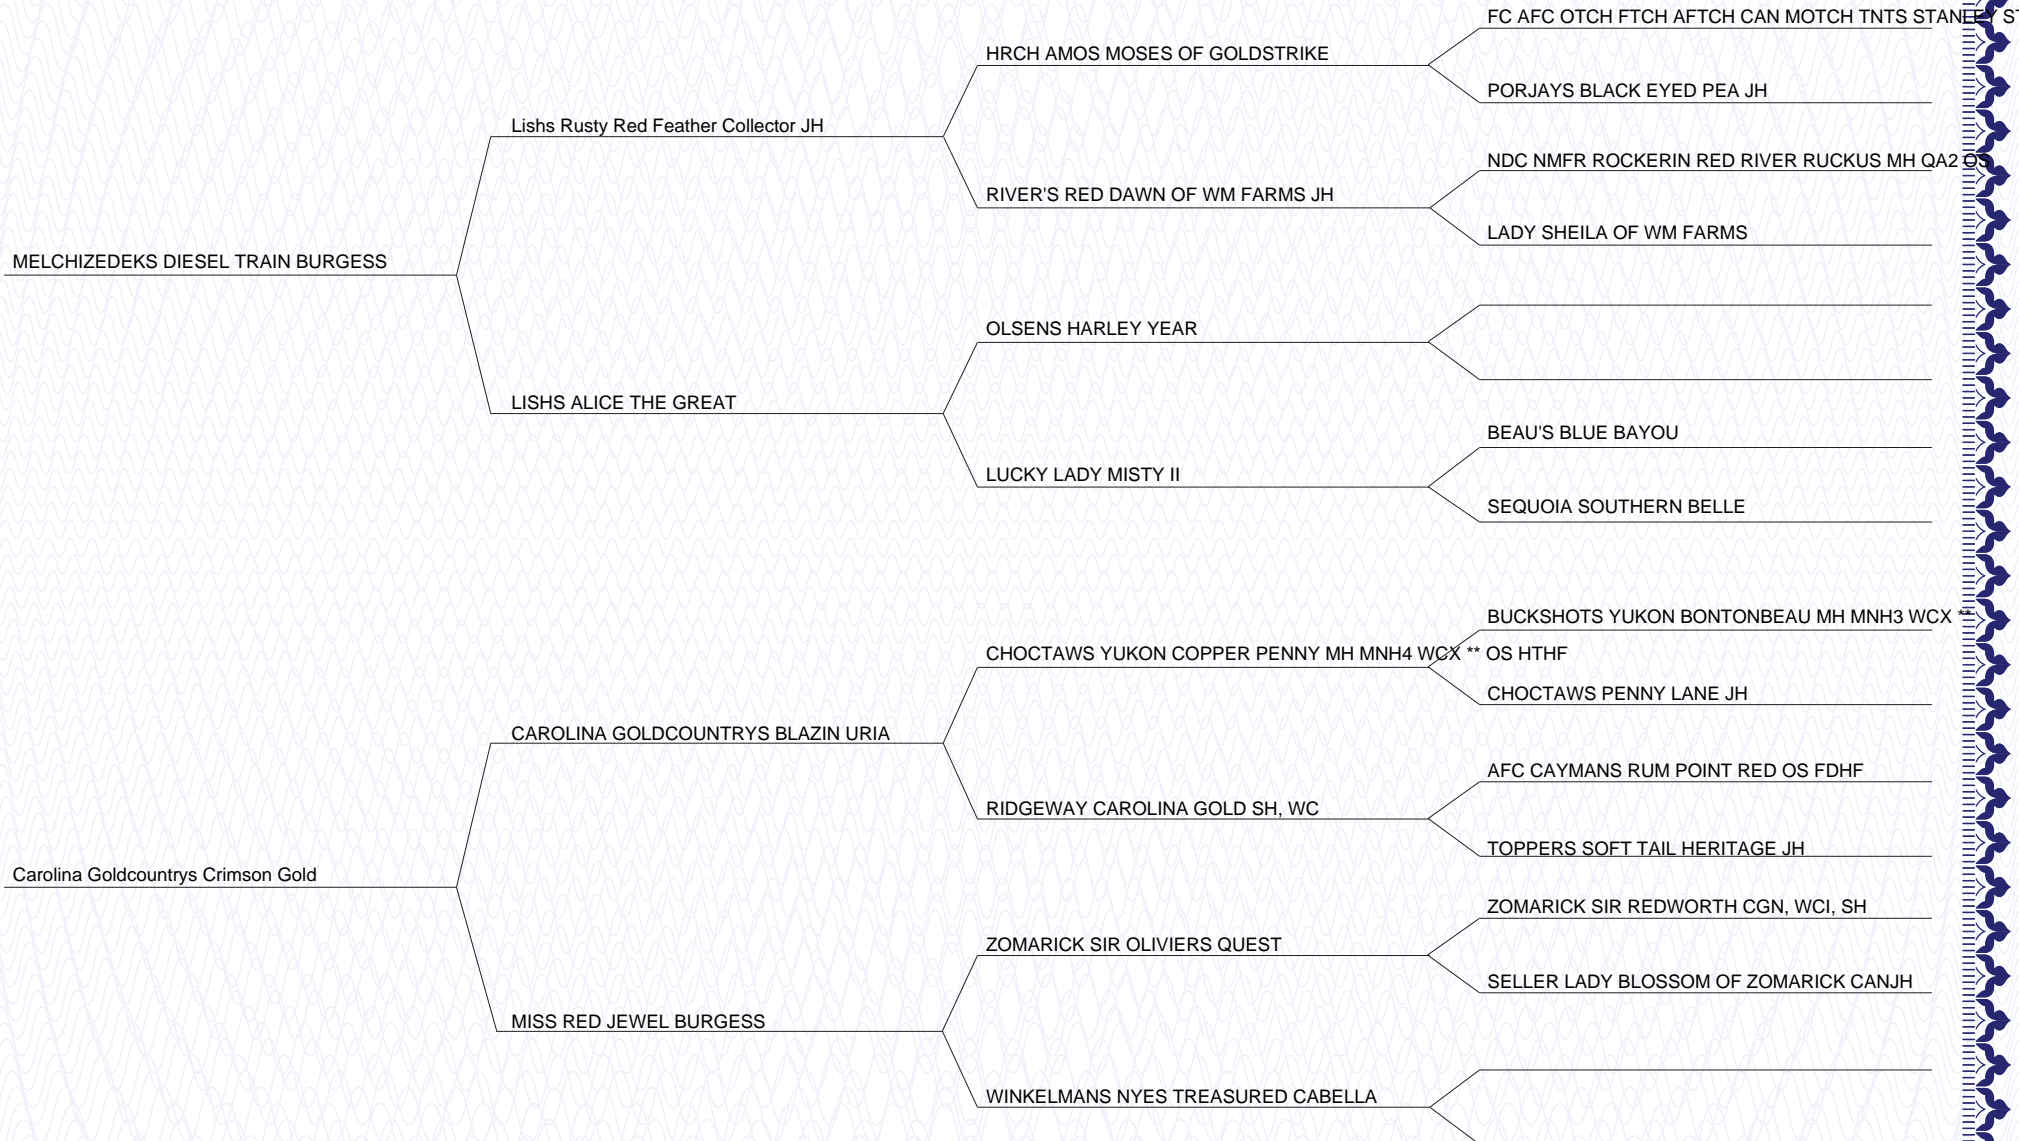 FC AFC OTCH FTCH AFTCH CAN MOTCH TNTS STANLEY
HRCH AMOS MOSES OF GOLDSTRIKE
PORJAYS BLACK EYED PEA JH
Lishs Rusty Red Feather Collector JH
NDC NMFR ROCKERIN RED RIVER RUCKUS MH QA2 OS
RIVER'S RED DAWN OF WM FARMS JH
LADY SHEILA OF WM FARMS
MELCHIZEDEKS DIESEL TRAIN BURGESS
OLSENS HARLEY YEAR
LISHS ALICE THE GREAT
BEAU'S BLUE BAYOU
LUCKY LADY MISTY II
SEQUOIA SOUTHERN BELLE
BUCKSHOTS YUKON BONTONBEAU MH MNH3 WCX **
CHOCTAWS YUKON COPPER PENNY MH MNH4 WCX ** OS HTHF
CHOCTAWS PENNY LANE JH
CAROLINA GOLDCOUNTRYS BLAZIN URIA
AFC CAYMANS RUM POINT RED OS FDHF
RIDGEWAY CAROLINA GOLD SH, WC
TOPPERS SOFT TAIL HERITAGE JH
Carolina Goldcountrys Crimson Gold
ZOMARICK SIR REDWORTH CGN, WCI, SH
ZOMARICK SIR OLIVIERS QUEST
SELLER LADY BLOSSOM OF ZOMARICK CANJH
MISS RED JEWEL BURGESS
WINKELMANS NYES TREASURED CABELLA